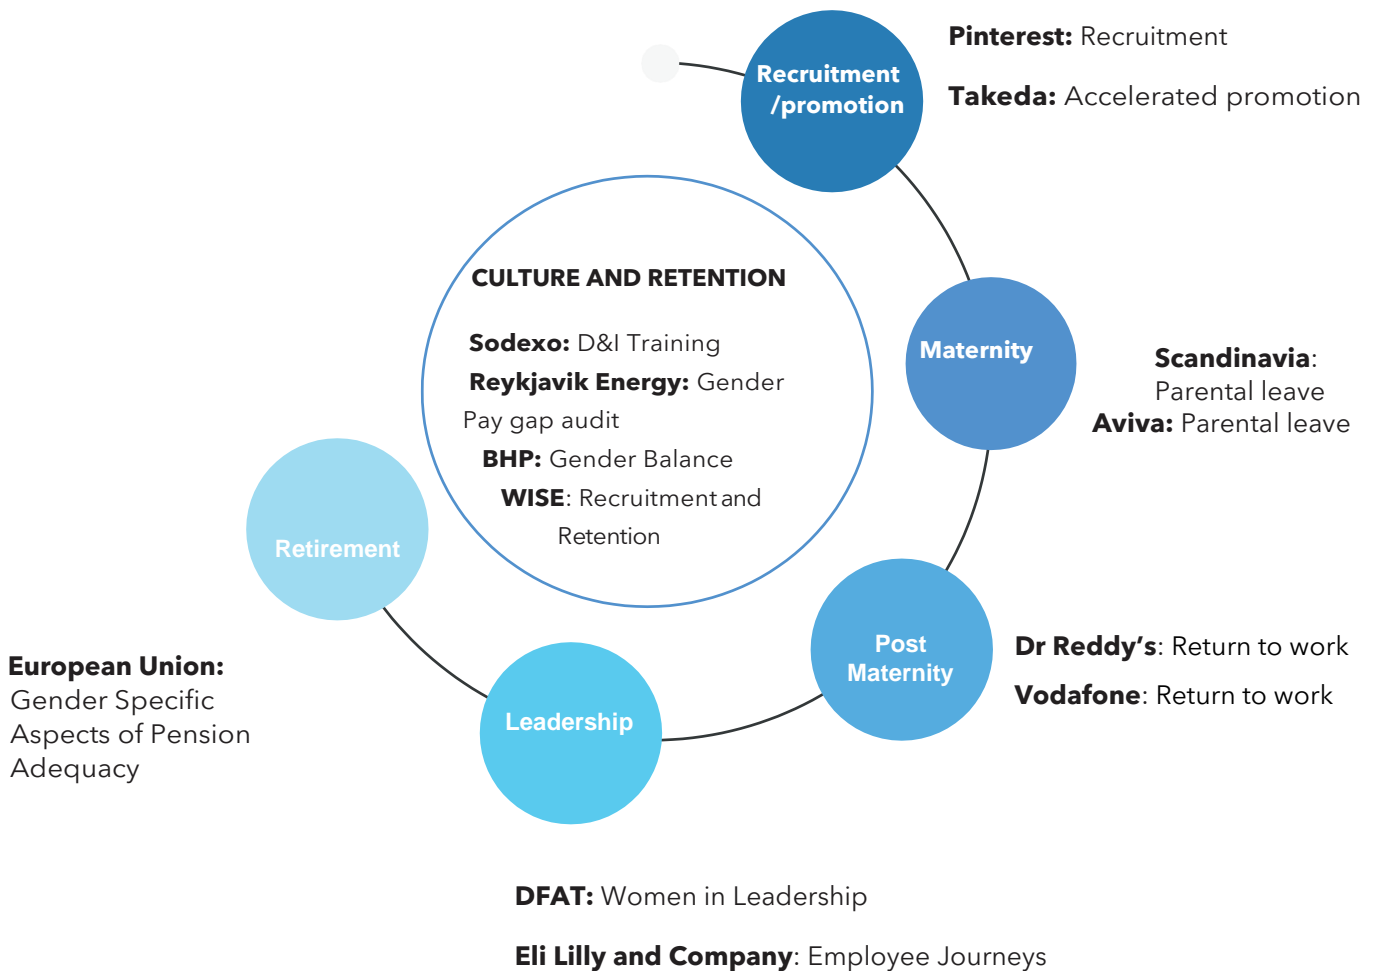 Recruitment
/promotion
Pinterest: Recruitment
Takeda: Accelerated promotion
CULTURE AND RETENTION
Sodexo: D&I Training
Reykjavik Energy: Gender
Pay gap audit
BHP: Gender Balance
WISE: Recruitment and
Retention
Maternity
Scandinavia:
Parental leave
Aviva: Parental leave
Post
Maternity
Dr Reddy’s: Return to work
Vodafone: Return to work
Leadership
DFAT: Women in Leadership
Eli Lilly and Company: Employee Journeys
Retirement
European Union:
Gender Specific
Aspects of Pension
Adequacy